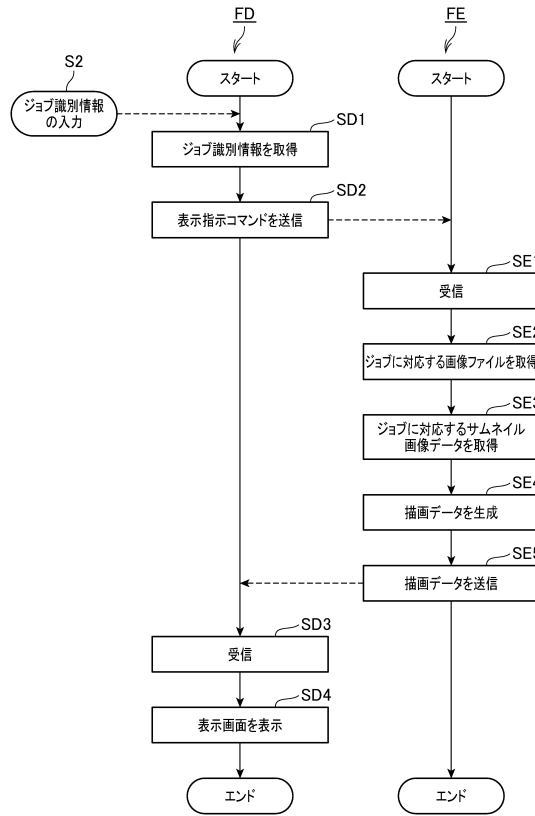 FD
FE
スタート
スタート
S2
ジョブ識別情報
の入力
SD1
ジョブ識別情報を取得
SD2
表示指示コマンドを送信
SE1
受信
SE2
ジョブに対応する画像ファイルを取得
SE3
ジョブに対応するサムネイル
画像データを取得
SE4
描画データを生成
SE5
描画データを送信
SD3
受信
SD4
表示画面を表示
エンド
エンド